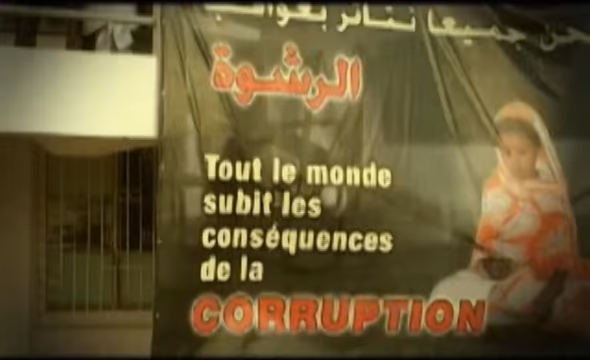 نحن جميعا نتأثر بعواقب
الرشوة
Tout le monde
subit les
conséquences
de la
CORRUPTION